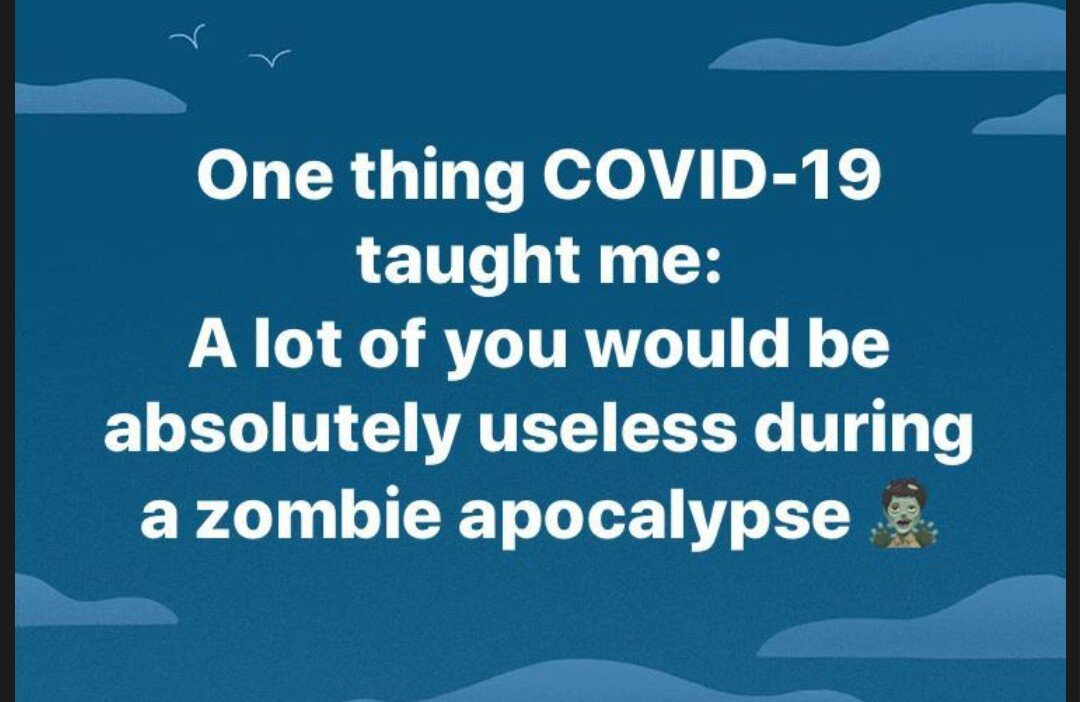 One thing COVID-19
taught me:
A lot of you would be
absolutely useless during
a zombie apocalypse 🧟‍♂️